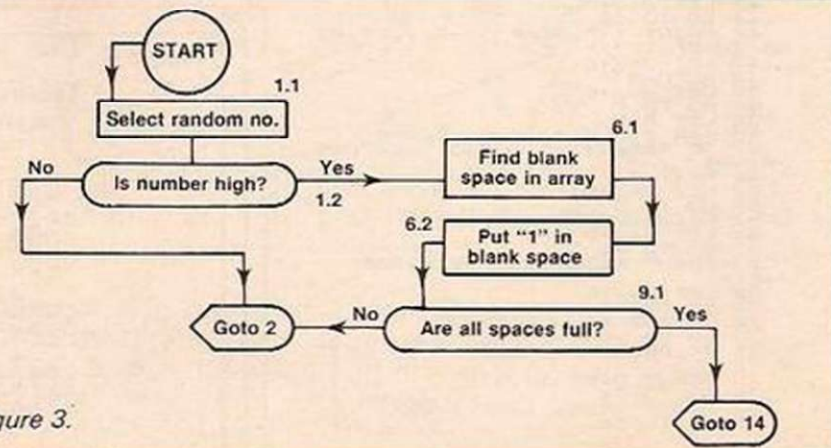 START
1.1
Select random no.
No
Is number high?
Yes
1.2
6.1
Find blank
space in array
6.2
Put "1" in
blank space
9.1
Goto 2
No
Are all spaces full?
Yes
Goto 14
gure 3.